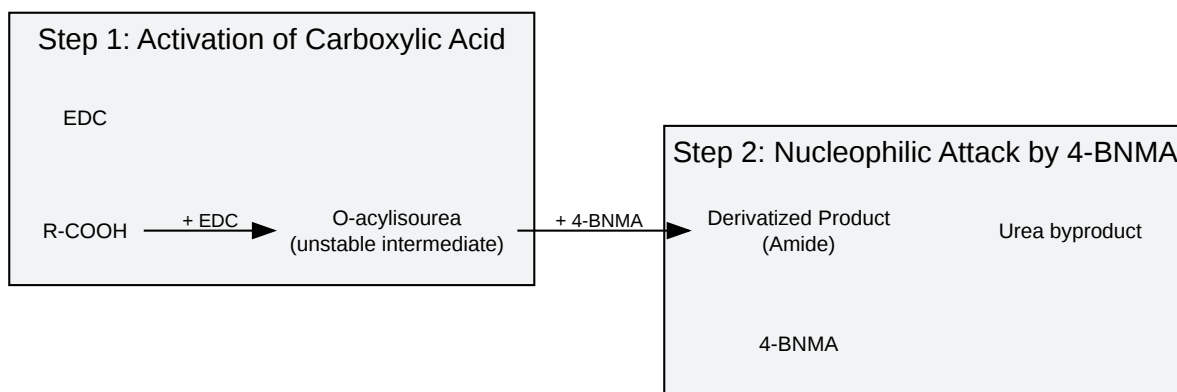 Step 1: Activation of Carboxylic Acid
EDC
R-COOH
+ EDC
O-acylisourea
(unstable intermediate)
+ 4-BNMA
Step 2: Nucleophilic Attack by 4-BNMA
Derivatized Product
(Amide)
Urea byproduct
4-BNMA